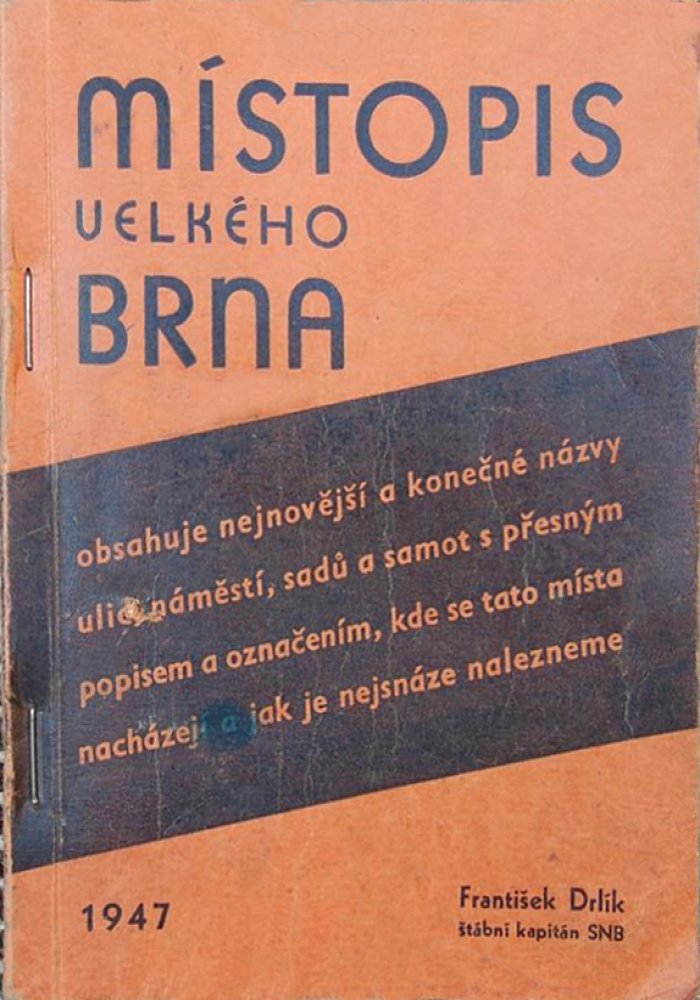 MÍSTOPIS
VELKÉHO
BRNA
obsahuje nejnovější a konečné názvy
ulic, náměstí, sadů a samot s přesným
popisem a označením, kde se tato místa
nacházejí a jak je nejsnáze nalezneme
1947
František Drlík
štábní kapitán SNB